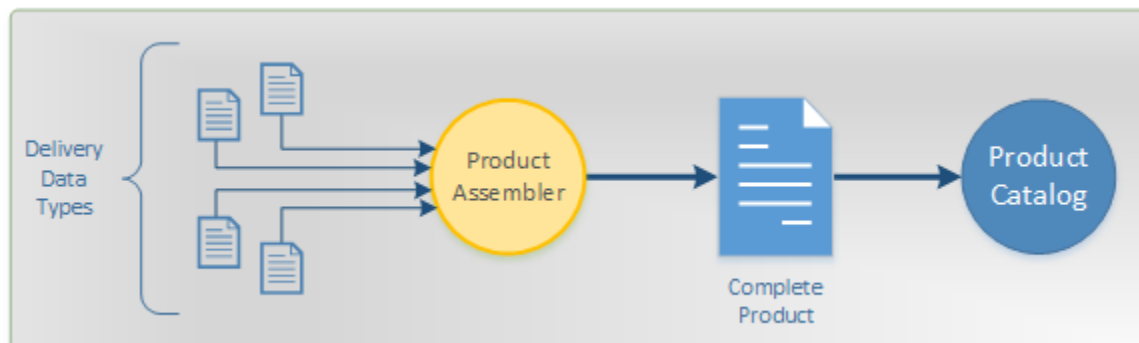 Delivery
Data
Types
Product
Assembler
Complete
Product
Product
Catalog